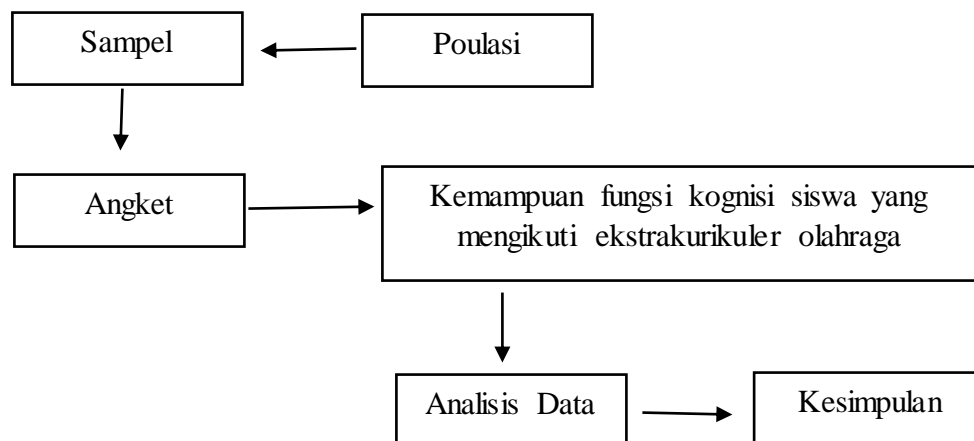 Sampel
Poulasi
Angket
Kemampuan fungsi kognisi siswa yang
mengikuti ekstrakurikuler olahraga
Analisis Data
Kesimpulan